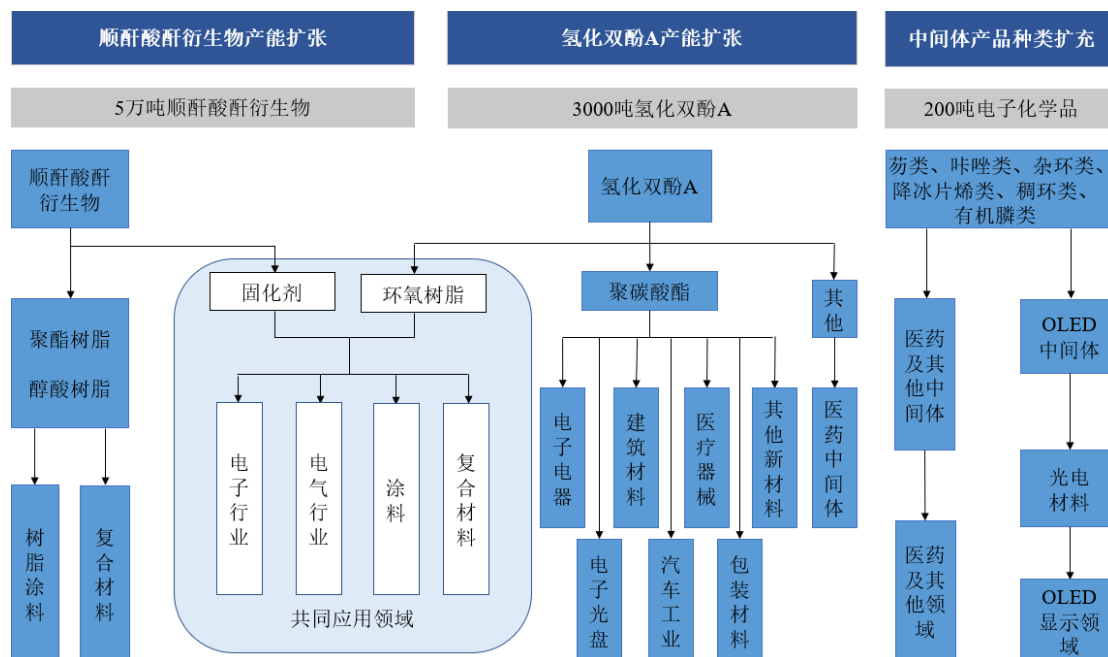 顺酐酸酐衍生物产能扩张
氢化双酚A产能扩张
中间体产品种类扩充
5万吨顺酐酸酐衍生物
3000吨氢化双酚A
200吨电子化学品
顺酐酸酐
衍生物
氢化双酚A
芴类、咔唑类、杂环类、
降冰片烯类、稠环类、
有机膦类
固化剂
环氧树脂
聚碳酸酯
其他
聚酯树脂
醇酸树脂
医药
及其
他中
间体
OLED
中间体
电子行业
电气行业
涂料
复合材料
电子电器
建筑材料
医疗器械
其他新材料
医药中间体
光电
材料
树脂涂料
复合材料
电子光盘
汽车工业
包装材料
医药
及其
他领
域
OLED
显示领
域
共同应用领域